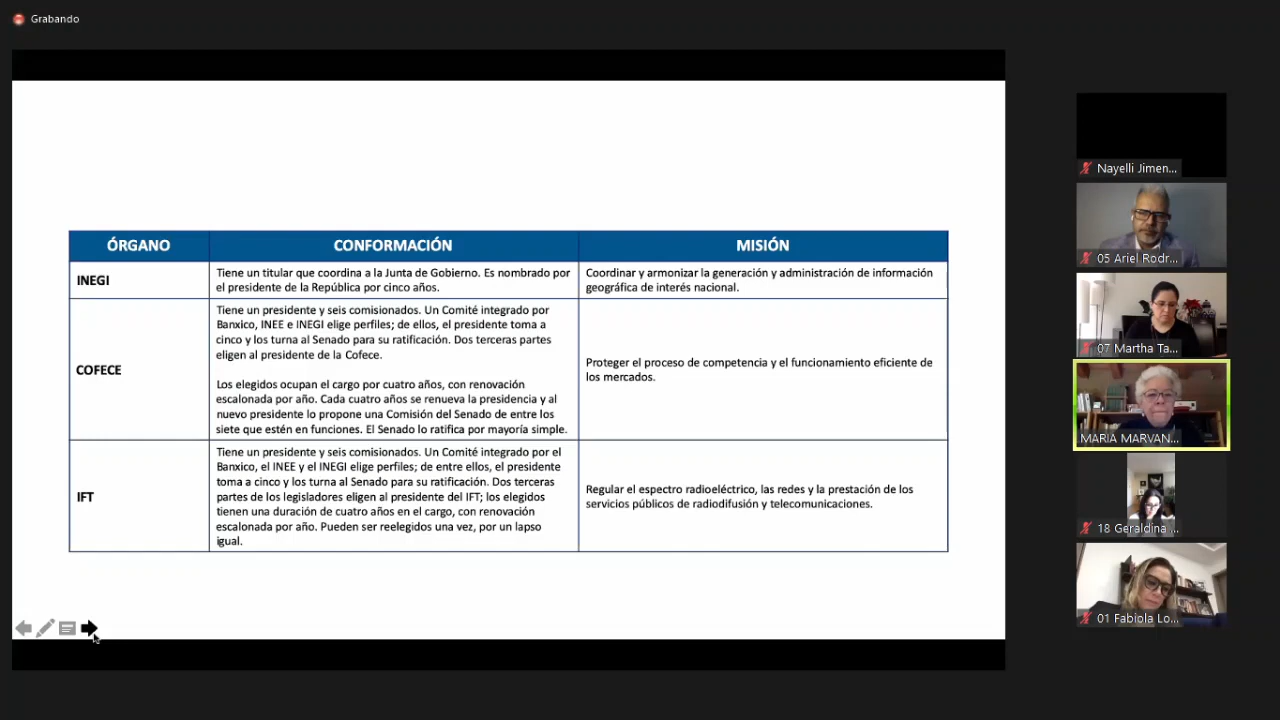 Grabando
ÓRGANO
CONFORMACIÓN
MISIÓN
INEGI
Tiene un titular que coordina a la Junta de Gobierno. Es nombrado por
el presidente de la República por cinco años.
Coordinar y armonizar la generación y administración de información
geográfica de interés nacional.
COFECE
Tiene un presidente y seis comisionados. Un Comité integrado por
Banxico, INEE e INEGI elige perfiles; de ellos, el presidente toma a
cinco y los turna al Senado para su ratificación. Dos terceras partes
eligen al presidente de la Cofece.
Los elegidos ocupan el cargo por cuatro años, con renovación
escalonada por año. Cada cuatro años se renueva la presidencia y al
nuevo presidente lo propone una Comisión del Senado de entre los
siete que estén en funciones. El Senado lo ratifica por mayoría simple.
Proteger el proceso de competencia y el funcionamiento eficiente de
los mercados.
IFT
Tiene un presidente y seis comisionados. Un Comité integrado por el
Banxico, el INEE y el INEGI elige perfiles; de entre ellos, el presidente
toma a cinco y los turna al Senado para su ratificación. Dos terceras
partes de los legisladores eligen al presidente del IFT; los elegidos
tienen una duración de cuatro años en el cargo, con renovación
escalonada por año. Pueden ser reelegidos una vez, por un lapso
igual.
Regular el espectro radioeléctrico, las redes y la prestación de los
servicios públicos de radiodifusión y telecomunicaciones.
Nayelli Jimen...
05 Ariel Rodr...
07 Martha Ta...
MARIA MARVAN...
18 Geraldina ...
01 Fabiola Lo...